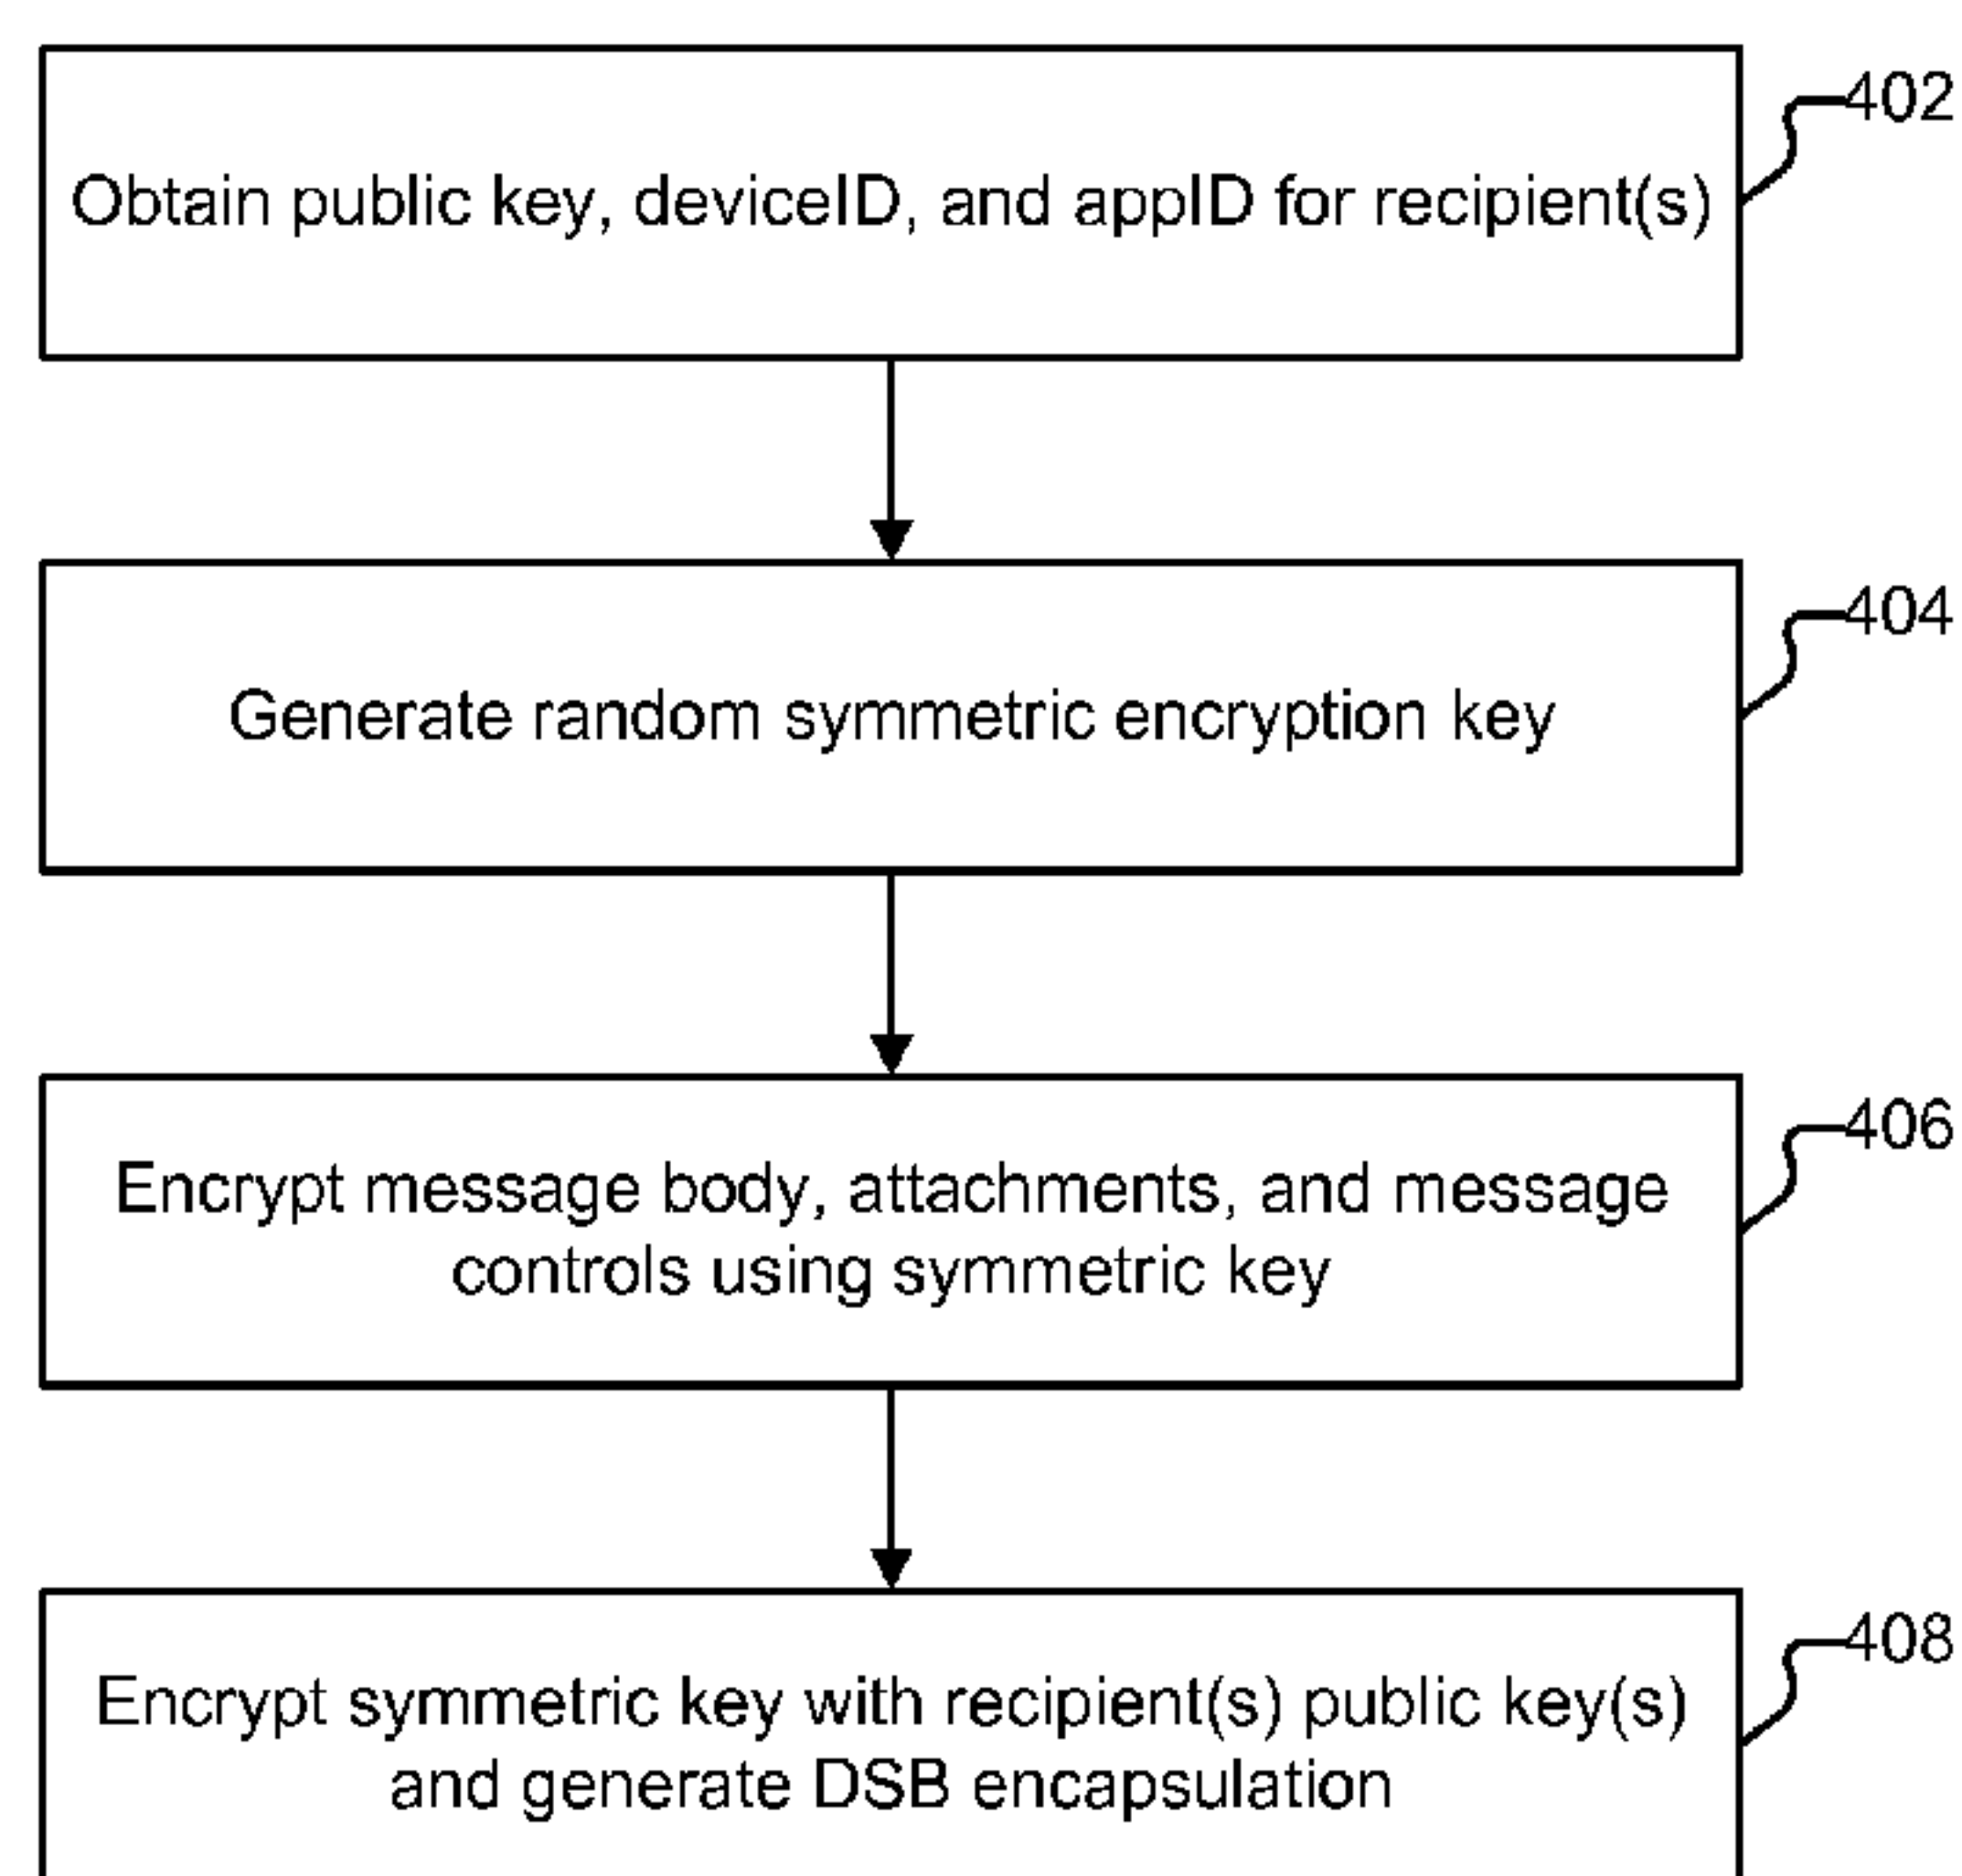 402
Obtain public key, deviceID, and appID for recipient(s)
404
Generate random symmetric encryption key
406
Encrypt message body, attachments, and message
controls using symmetric key
408
Encrypt symmetric key with recipient(s) public key(s)
and generate DSB encapsulation